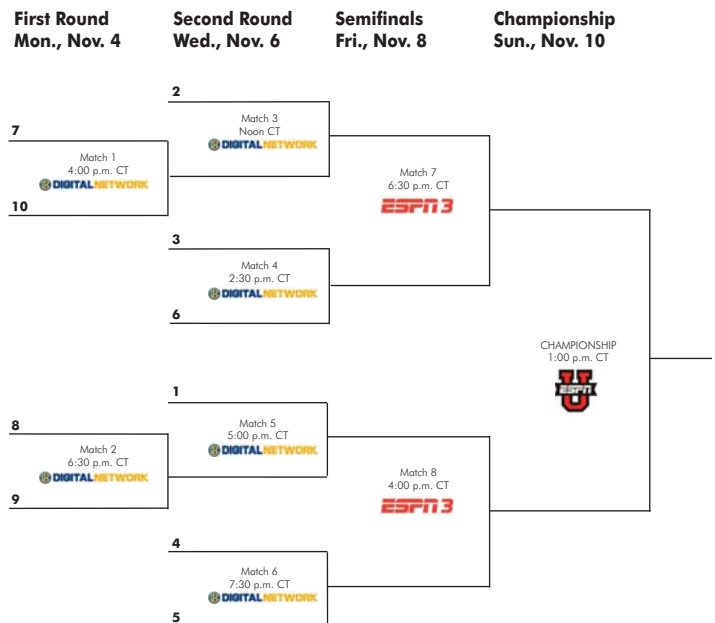 First Round
Mon., Nov. 4
Second Round
Wed., Nov. 6
Semifinals
Fri., Nov. 8
Championship
Sun., Nov. 10
2
Match 3
Noon CT
DIGITALNETWORK
7
Match 1
4:00 p.m. CT
DIGITALNETWORK
10
Match 7
6:30 p.m. CT
ESPN3
3
Match 4
2:30 p.m. CT
DIGITALNETWORK
6
CHAMPIONSHIP
1:00 p.m. CT
ESPN
U
1
Match 5
5:00 p.m. CT
DIGITALNETWORK
8
Match 2
6:30 p.m. CT
DIGITALNETWORK
9
Match 8
4:00 p.m. CT
ESPN3
4
Match 6
7:30 p.m. CT
DIGITALNETWORK
5